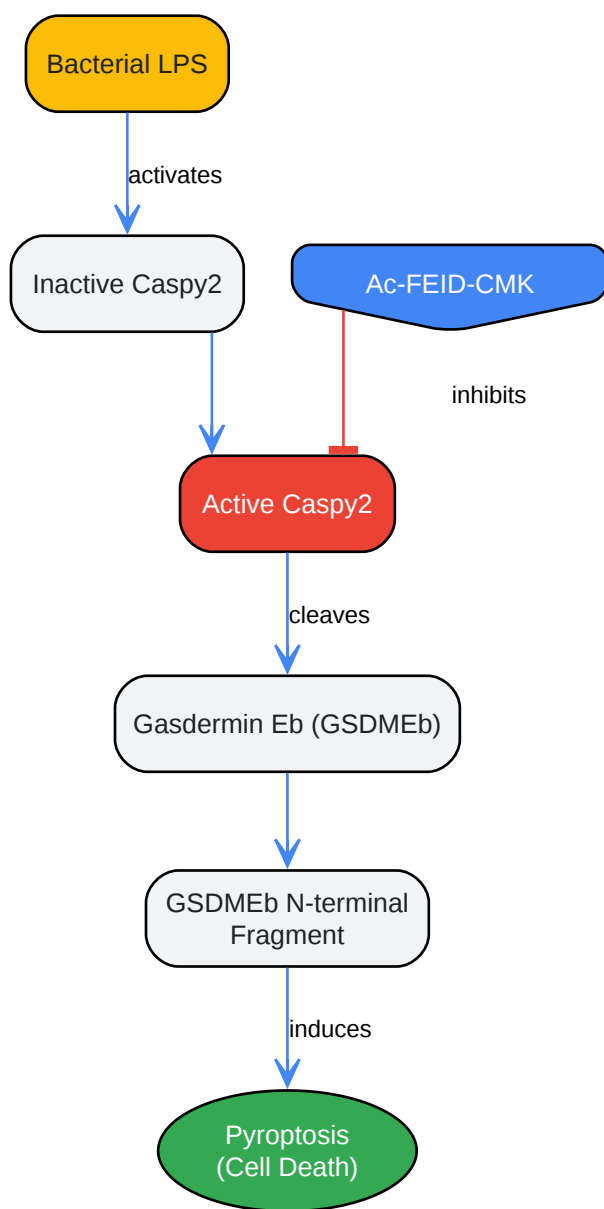 Bacterial LPS
activates
Inactive Caspy2
Ac-FEID-CMK
inhibits
Active Caspy2
cleaves
Gasdermin Eb (GSDMEb)
GSDMEb N-terminal
Fragment
induces
Pyroptosis
(Cell Death)